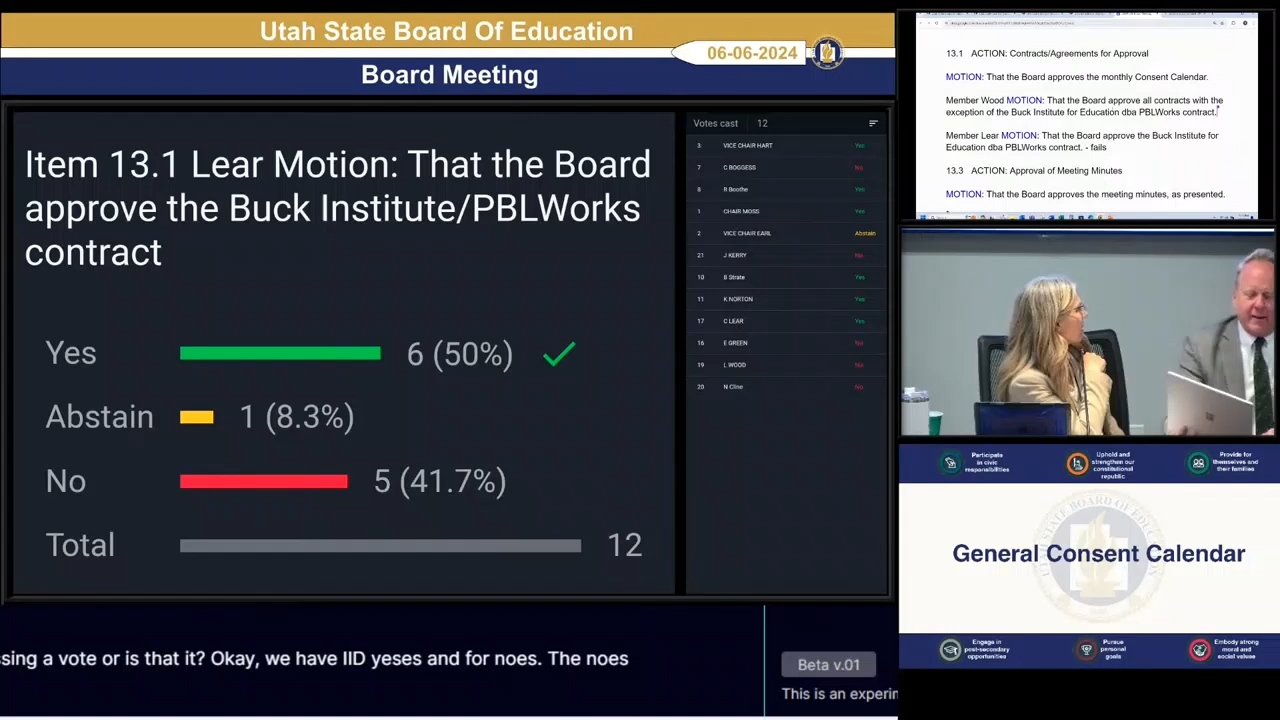 Utah State Board Of Education
Board Meeting
06-06-2024
Item 13.1 Lear Motion: That the Board
approve the Buck Institute/PBLWorks
contract
Yes 6 (50%)
Abstain 1 (8.3%)
No 5 (41.7%)
Total 12
Votes cast 12
3 VICE CHAIR HART Yes
7 C BOGGESS No
8 R Boothe Yes
1 CHAIR MOSS Yes
2 VICE CHAIR EARL Abstain
21 J KERRY No
10 B Strate Yes
11 K NORTON Yes
17 C LEAR Yes
16 E GREEN No
19 L WOOD No
20 N Cline No
sing a vote or is that it? Okay, we have IID yeses and for noes. The noes
Beta v.01
This is an experin
13.1 ACTION: Contracts/Agreements for Approval
MOTION: That the Board approves the monthly Consent Calendar.
Member Wood MOTION: That the Board approve all contracts with the
exception of the Buck Institute for Education dba PBLWorks contract.
Member Lear MOTION: That the Board approve the Buck Institute for
Education dba PBLWorks contract. - fails
13.3 ACTION: Approval of Meeting Minutes
MOTION: That the Board approves the meeting minutes, as presented.
Participate
in civic
responsibilities
Uphold and
strengthen our
constitutional
republic
Provide for
themselves and
their families
General Consent Calendar
Engage in
post-secondary
opportunities
Pursue
personal
goals
Embody strong
moral and
social values